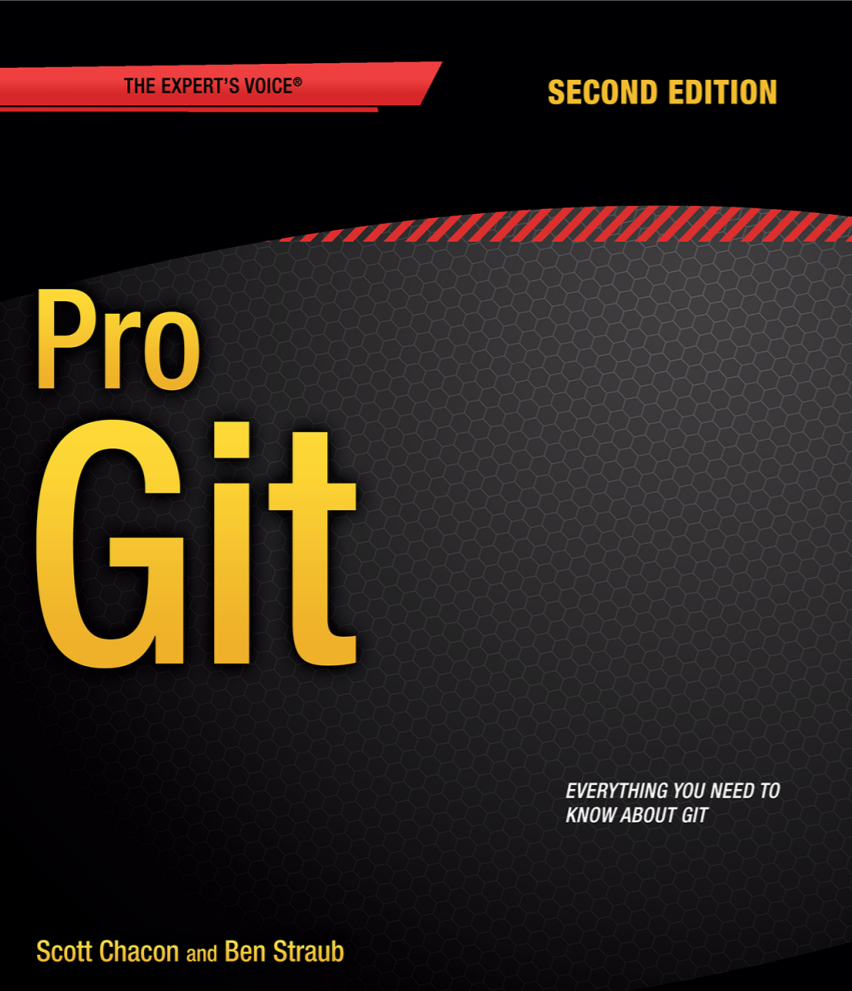 THE EXPERT'S VOICE®
SECOND EDITION
Pro
Git
EVERYTHING YOU NEED TO
KNOW ABOUT GIT
Scott Chacon and Ben Straub